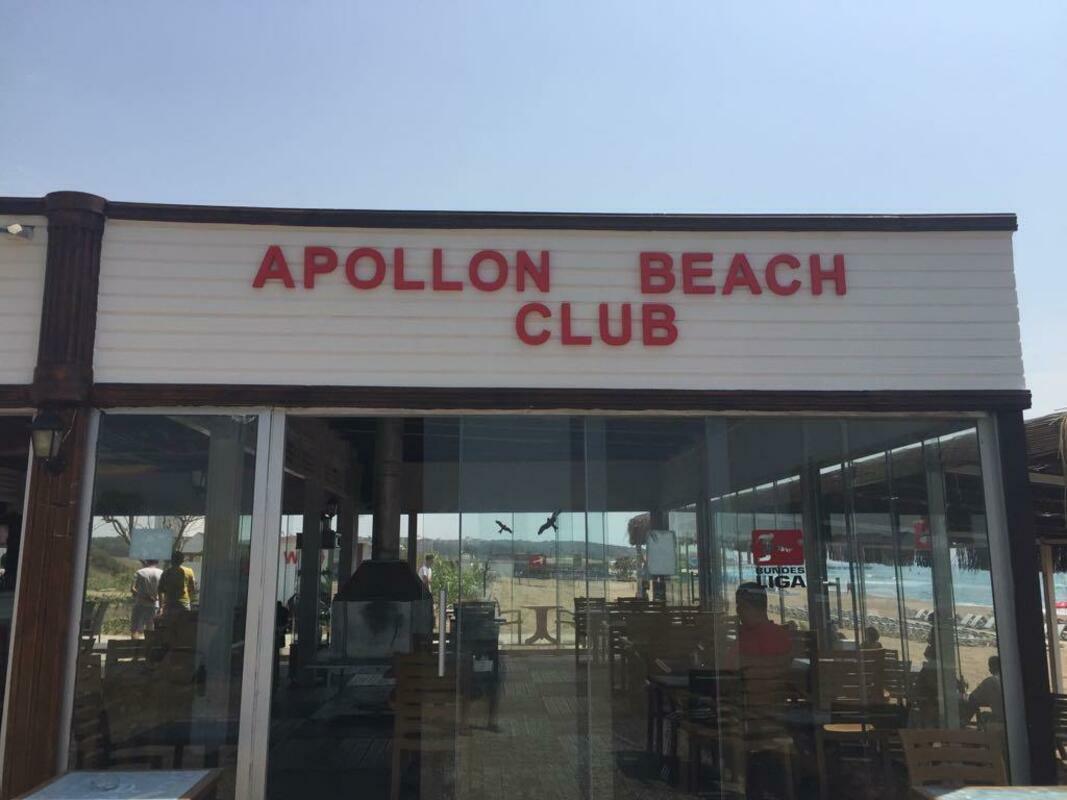 APOLLON BEACH
CLUB
W
BUNDES
LIGA